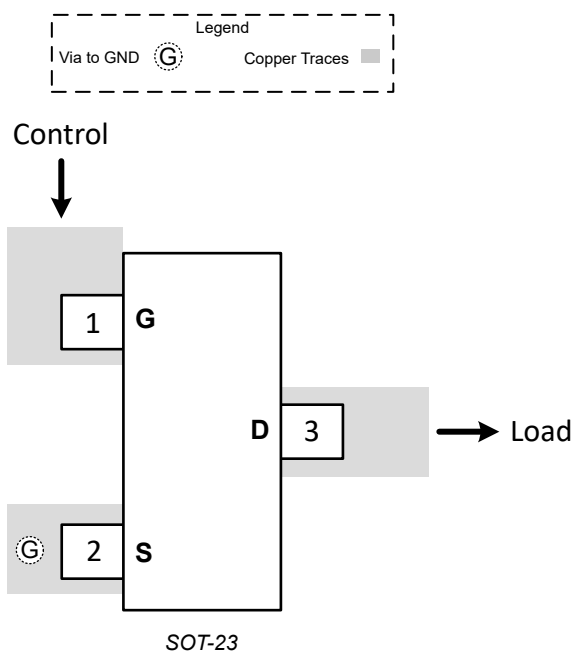 Legend
Via to GND G Copper Traces
Control
1 G
D 3 Load
G 2 S
SOT-23